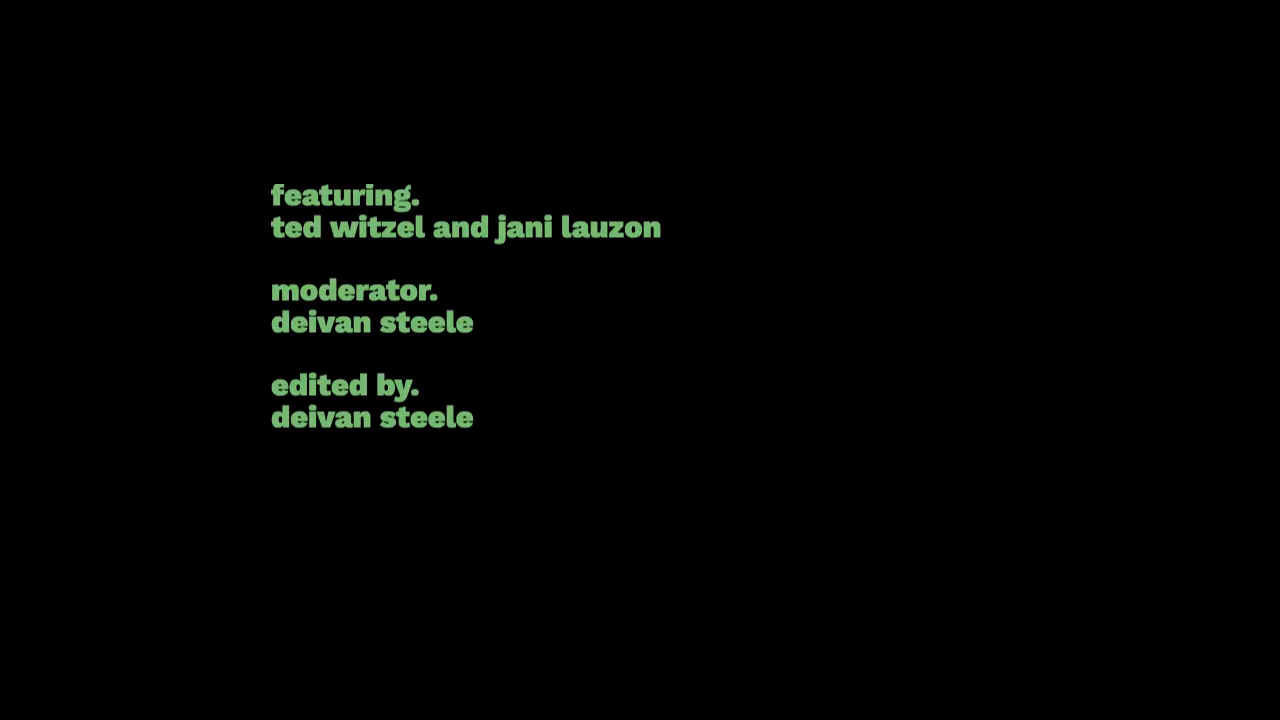 featuring.
ted witzel and jani lauzon
moderator.
deivan steele
edited by.
deivan steele